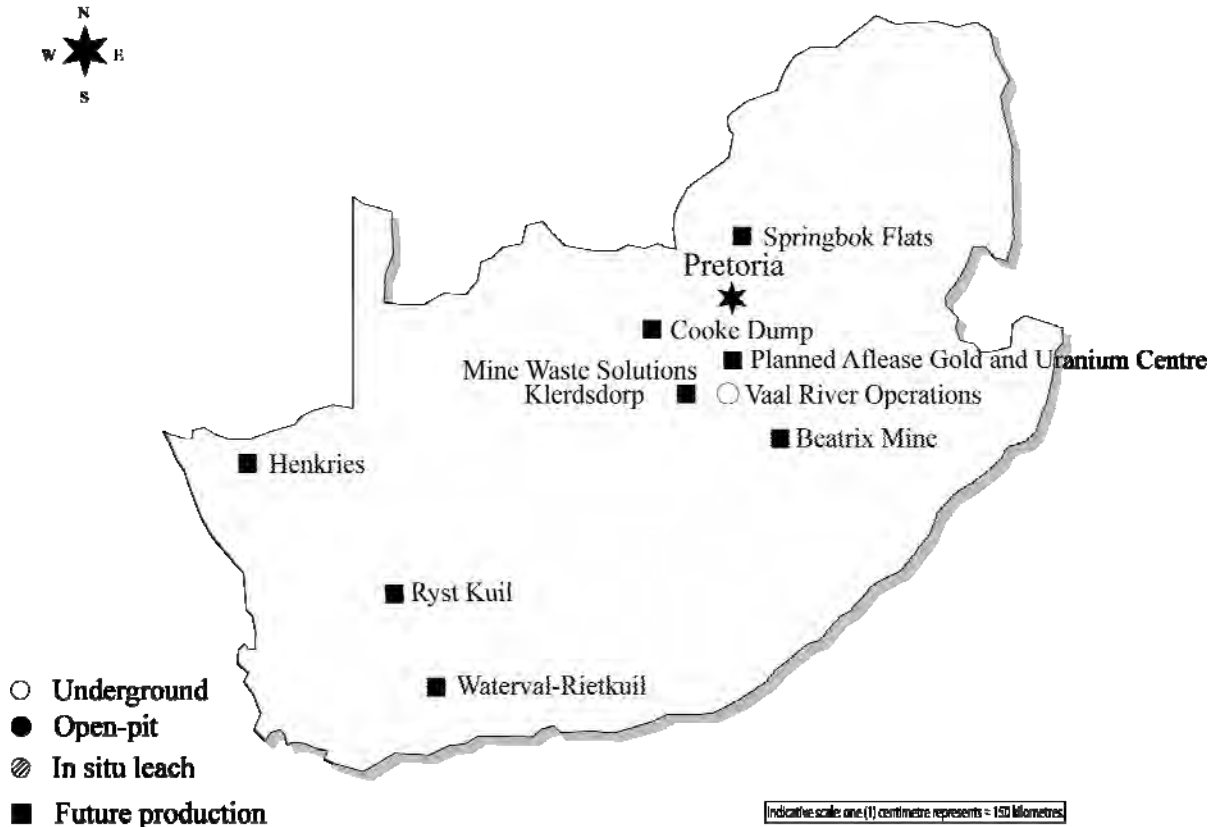 N
W E
S
Springbok Flats
Pretoria
Cooke Dump
Planned Aflease Gold and Uranium Centre
Mine Waste Solutions
Klerdsdorp
Vaal River Operations
Beatrix Mine
Henkries
Ryst Kuil
Waterval-Rietkuil
Underground
Open-pit
In situ leach
Future production
Indicative scale: one (1) centimetre represents ≈ 150 kilometres.